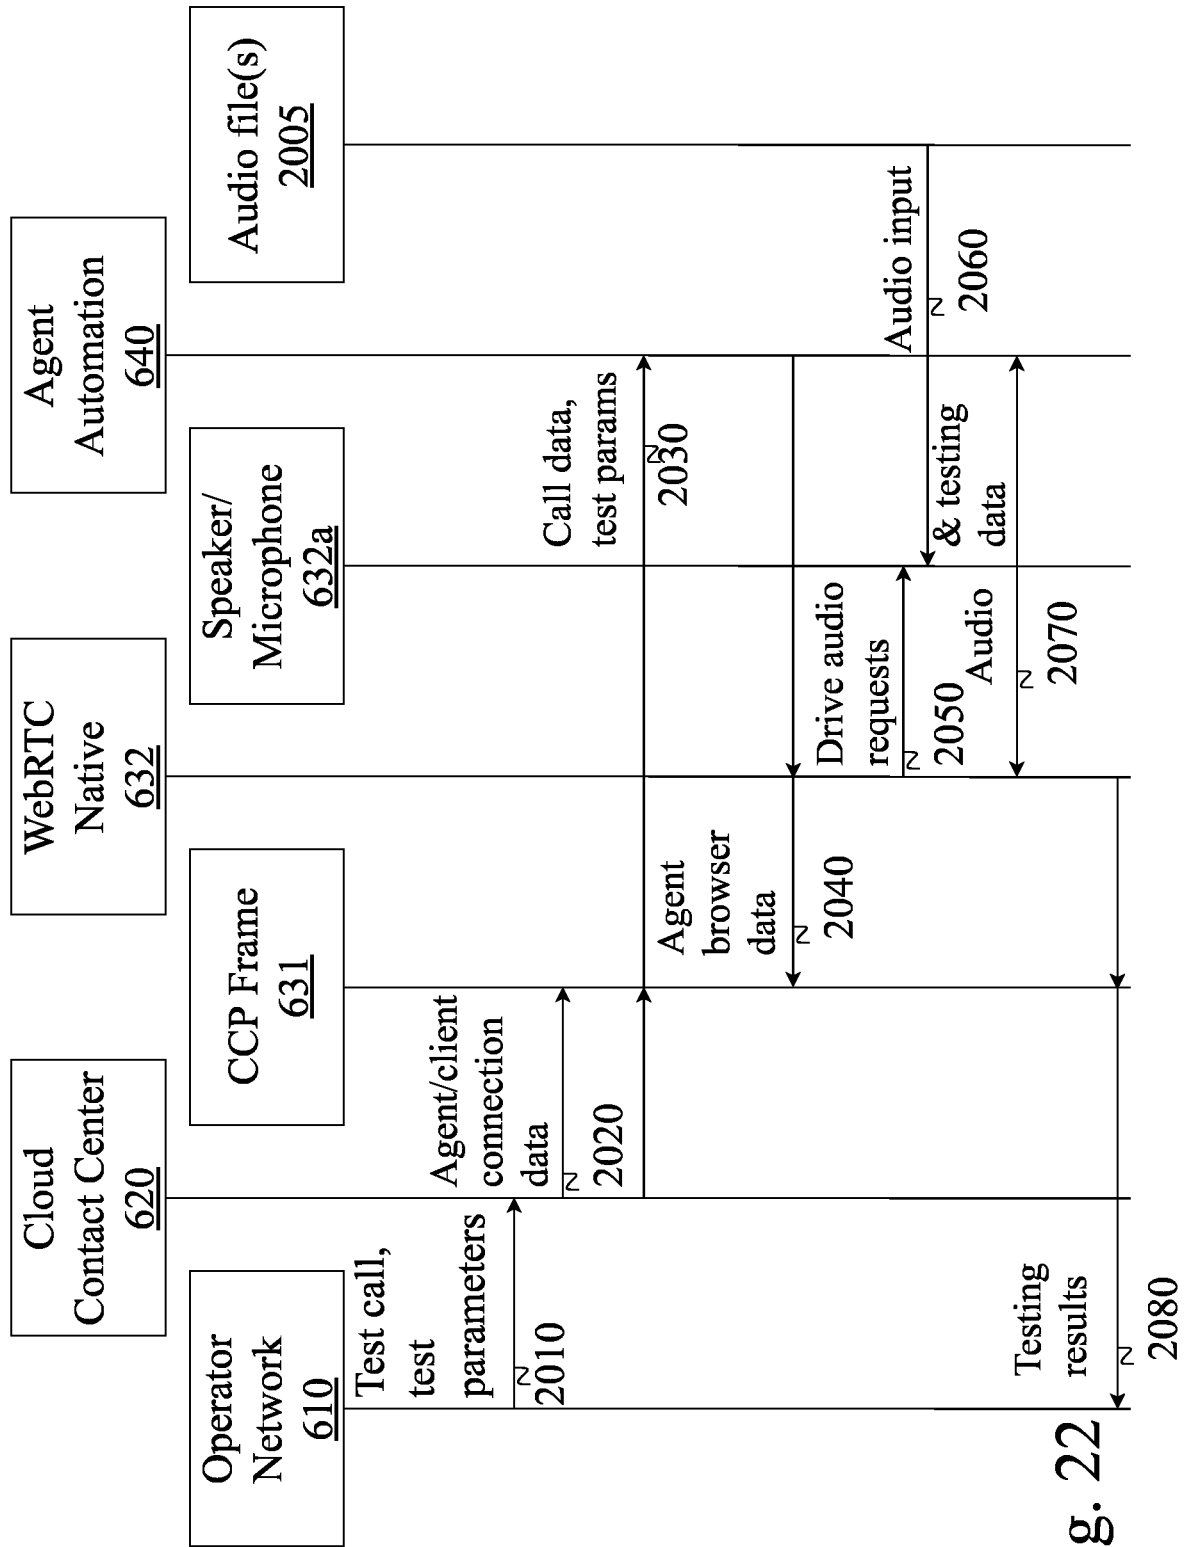 Operator
Network
610
Cloud
Contact Center
620
CCP Frame
631
WebRTC
Native
632
Speaker/
Microphone
632a
Agent
Automation
640
Audio file(s)
2005
Test call,
test
parameters
2010
Agent/client
connection
data
2020
Call data,
test params
2030
Agent
browser
data
2040
Drive audio
requests
2050
Audio input
2060
Audio
& testing
data
2070
Testing
results
2080
g. 22